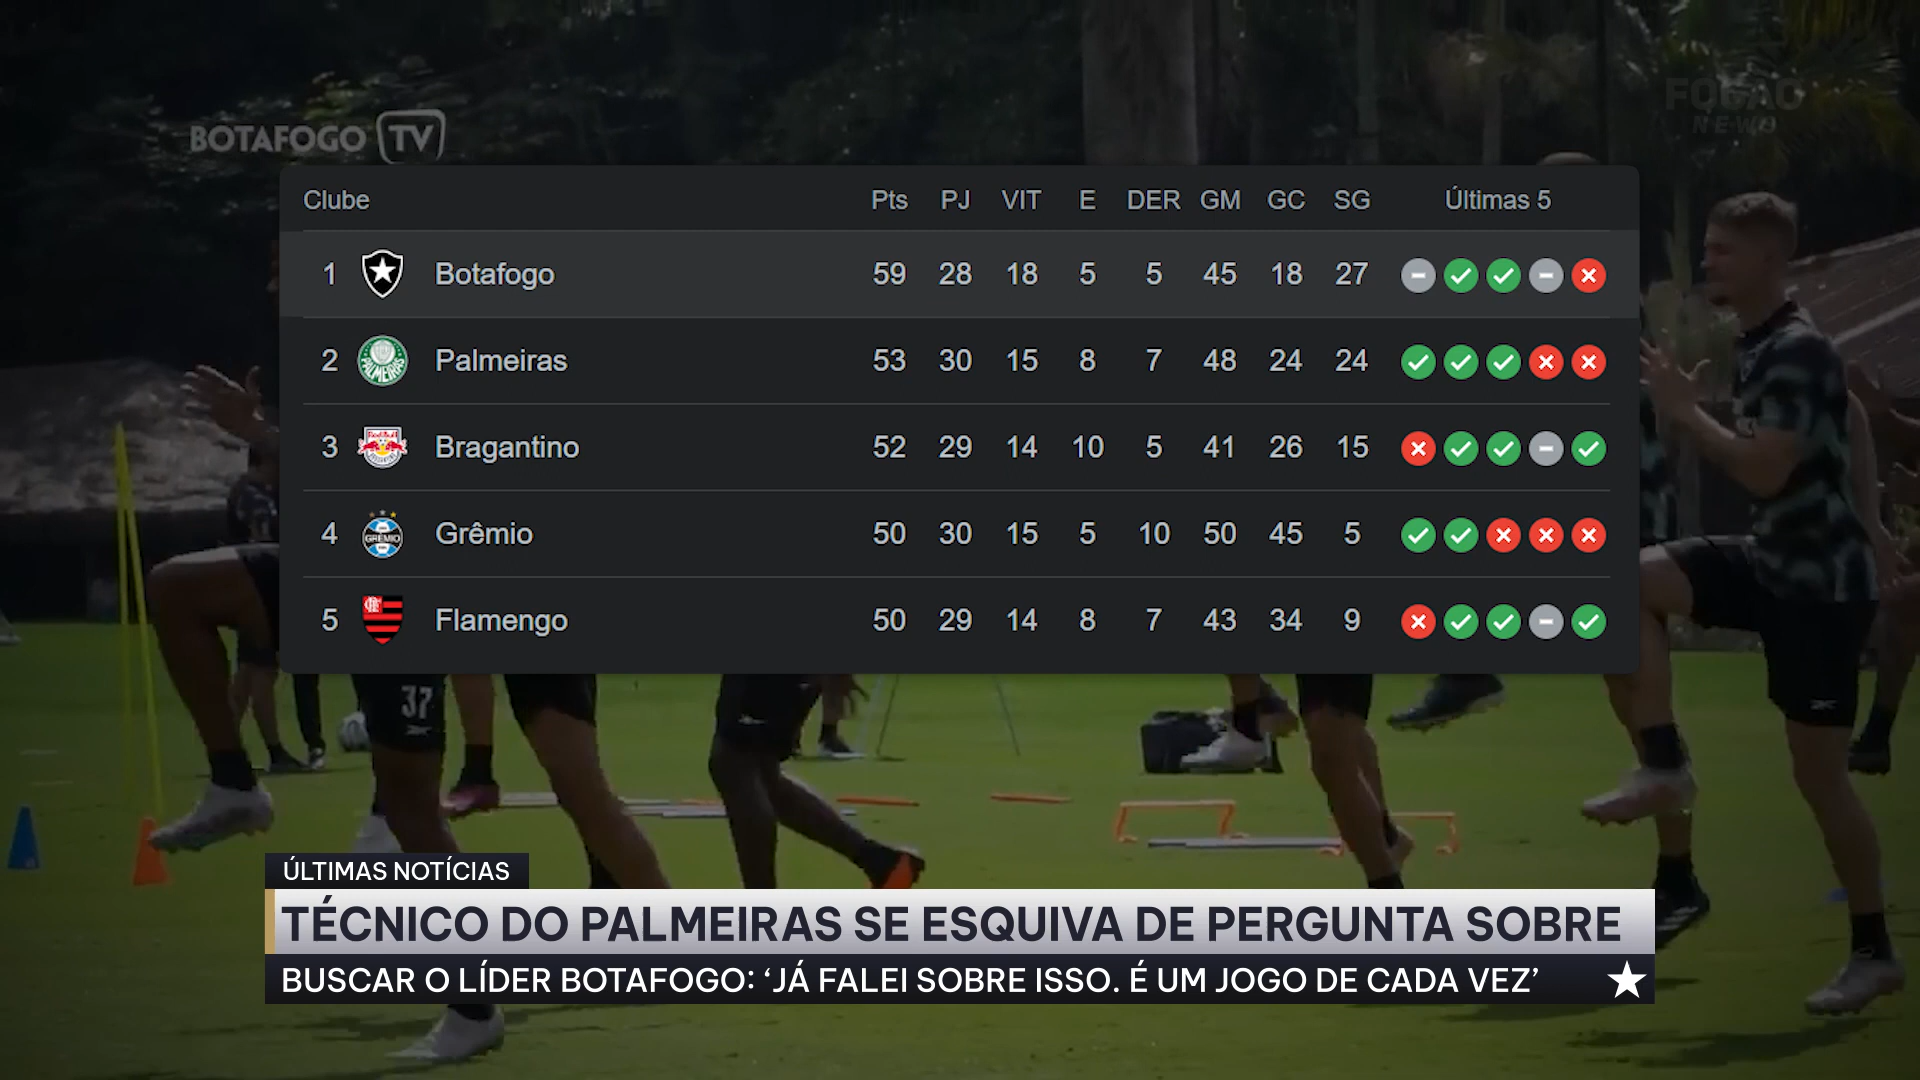 FOGÃO
NEWS
BOTAFOGO TV
Clube Pts PJ VIT E DER GM GC SG Últimas 5
1 Botafogo 59 28 18 5 5 45 18 27
2 Palmeiras 53 30 15 8 7 48 24 24
3 Bragantino 52 29 14 10 5 41 26 15
4 Grêmio 50 30 15 5 10 50 45 5
5 Flamengo 50 29 14 8 7 43 34 9
37
ÚLTIMAS NOTÍCIAS
TÉCNICO DO PALMEIRAS SE ESQUIVA DE PERGUNTA SOBRE
BUSCAR O LÍDER BOTAFOGO: ‘JÁ FALEI SOBRE ISSO. É UM JOGO DE CADA VEZ’